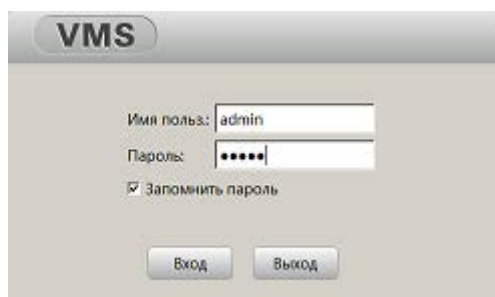 VMS
Имя польз.: admin
Пароль: •••••
Запомнить пароль
Вход Выход